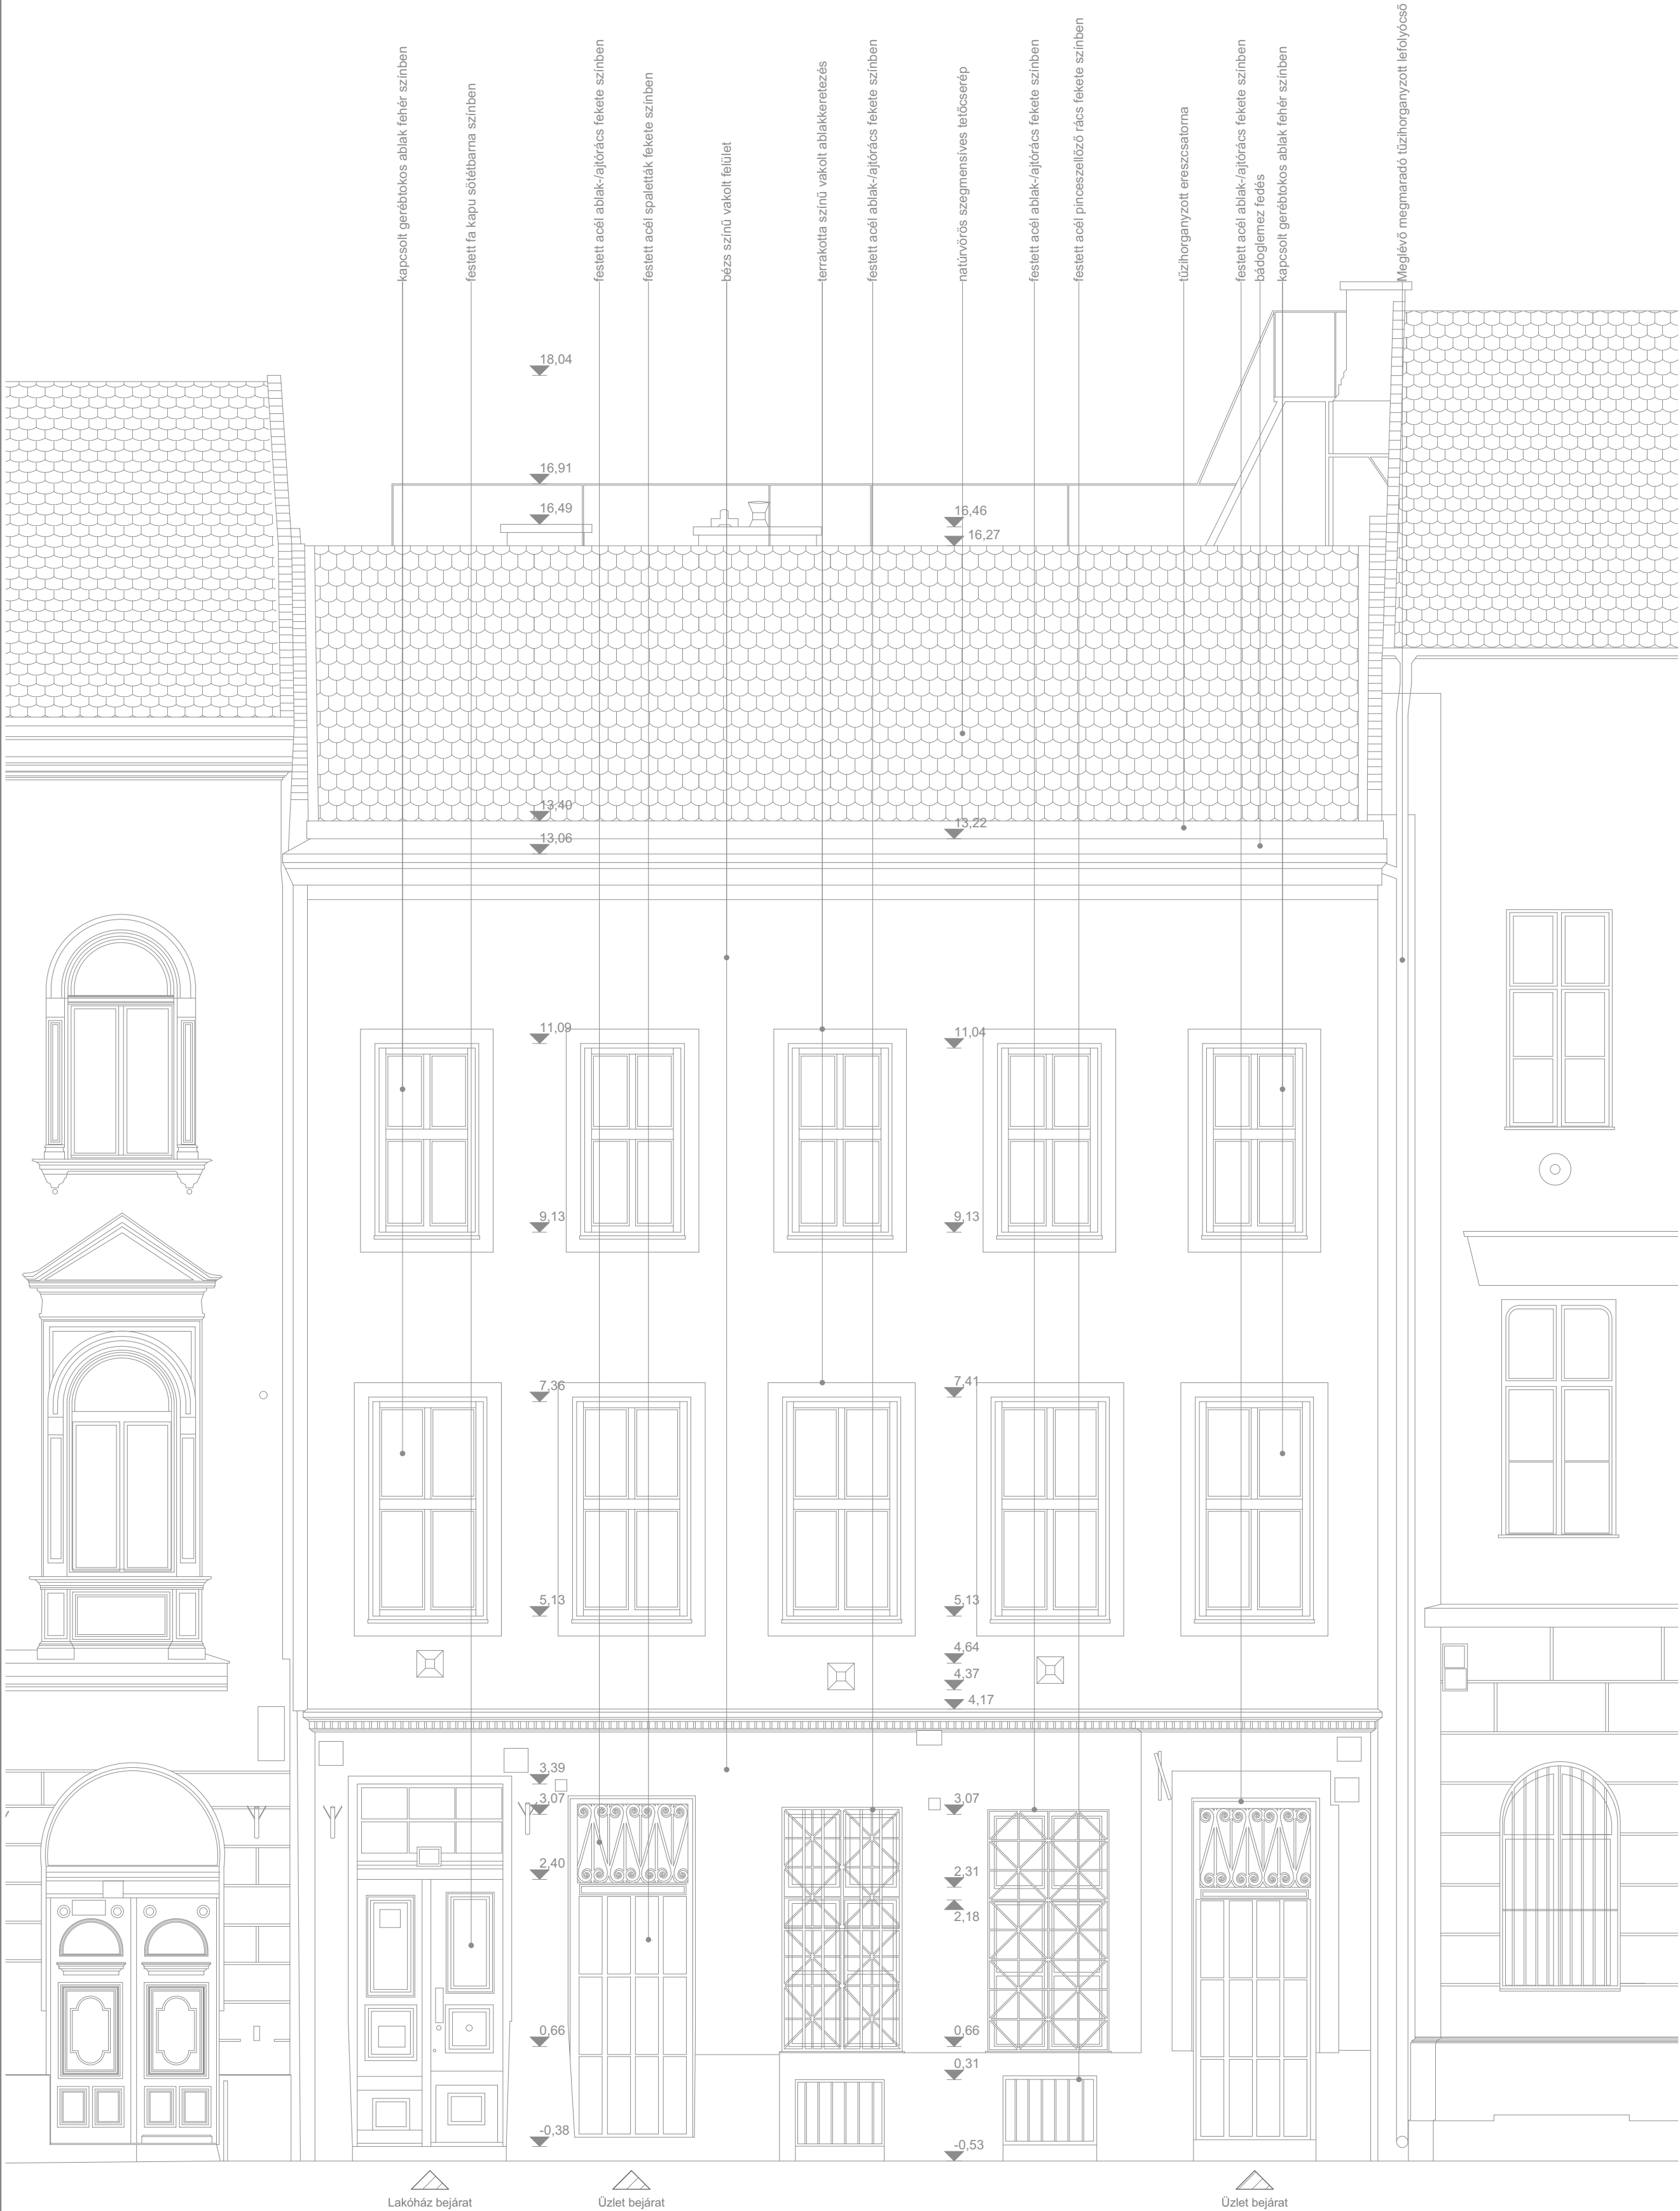 kapcsolt gerébtokos ablak fehér színben
festett fa kapu sötétbarna színben
festett acél ablak-/ajtórács fekete színben
festett acél spaletták fekete színben
bézs színű vakolt felület
terrakotta színű vakolt ablakkeretezés
festett acél ablak-/ajtórács fekete színben
natúrvörös szegmensíves tetőcserép
festett acél ablak-/ajtórács fekete színben
festett acél pinceszellőző rács fekete színben
tűzihorganyzott ereszcsatorna
festett acél ablak-/ajtórács fekete színben
bádoglemez fedés
kapcsolt gerébtokos ablak fehér színben
Meglévő megmaradó tűzihorganyzott lefolyócső
18,04
16,91
16,49
16,46
16,27
13,40
13,22
13,06
11,09
11,04
9,13
9,13
7,36
7,41
5,13
5,13
4,64
4,37
4,17
3,39
3,07
3,07
2,40
2,31
2,18
0,66
0,66
0,31
-0,38
-0,53
Lakóház bejárat
Üzlet bejárat
Üzlet bejárat